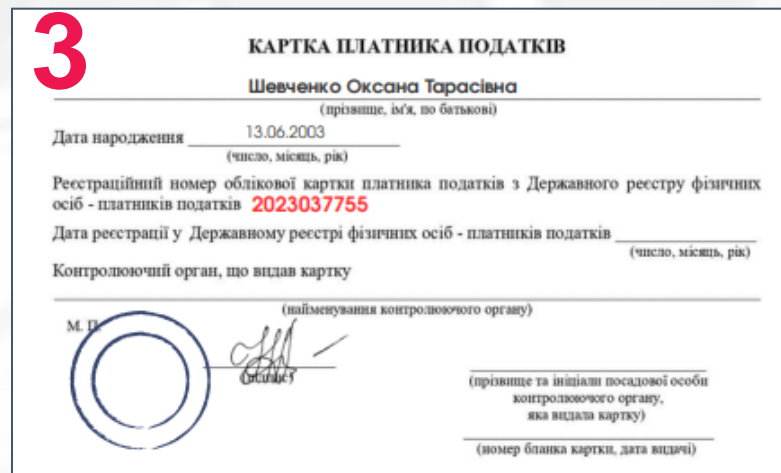 3
КАРТКА ПЛАТНИКА ПОДАТКІВ
Шевченко Оксана Тарасівна
(прізвище, ім'я, по батькові)
Дата народження 13.06.2003
(число, місяць, рік)
Реєстраційний номер облікової картки платника податків з Державного реєстру фізичних
осіб - платників податків 2023037755
Дата реєстрації у Державному реєстрі фізичних осіб - платників податків
(число, місяць, рік)
Контролюючий орган, що видав картку
(найменування контролюючого органу)
М. П.
(підпис)
(прізвище та ініціали посадової особи
контролюючого органу,
яка видала картку)
(номер бланка картки, дата видачі)